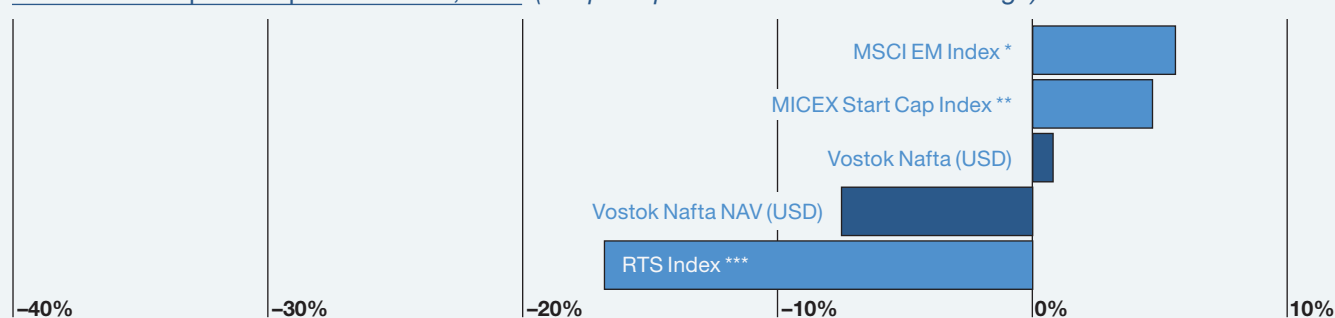 MSCI EM Index *
MICEX Start Cap Index **
Vostok Nafta (USD)
Vostok Nafta NAV (USD)
RTS Index ***
–40% –30% –20% –10% 0% 10%